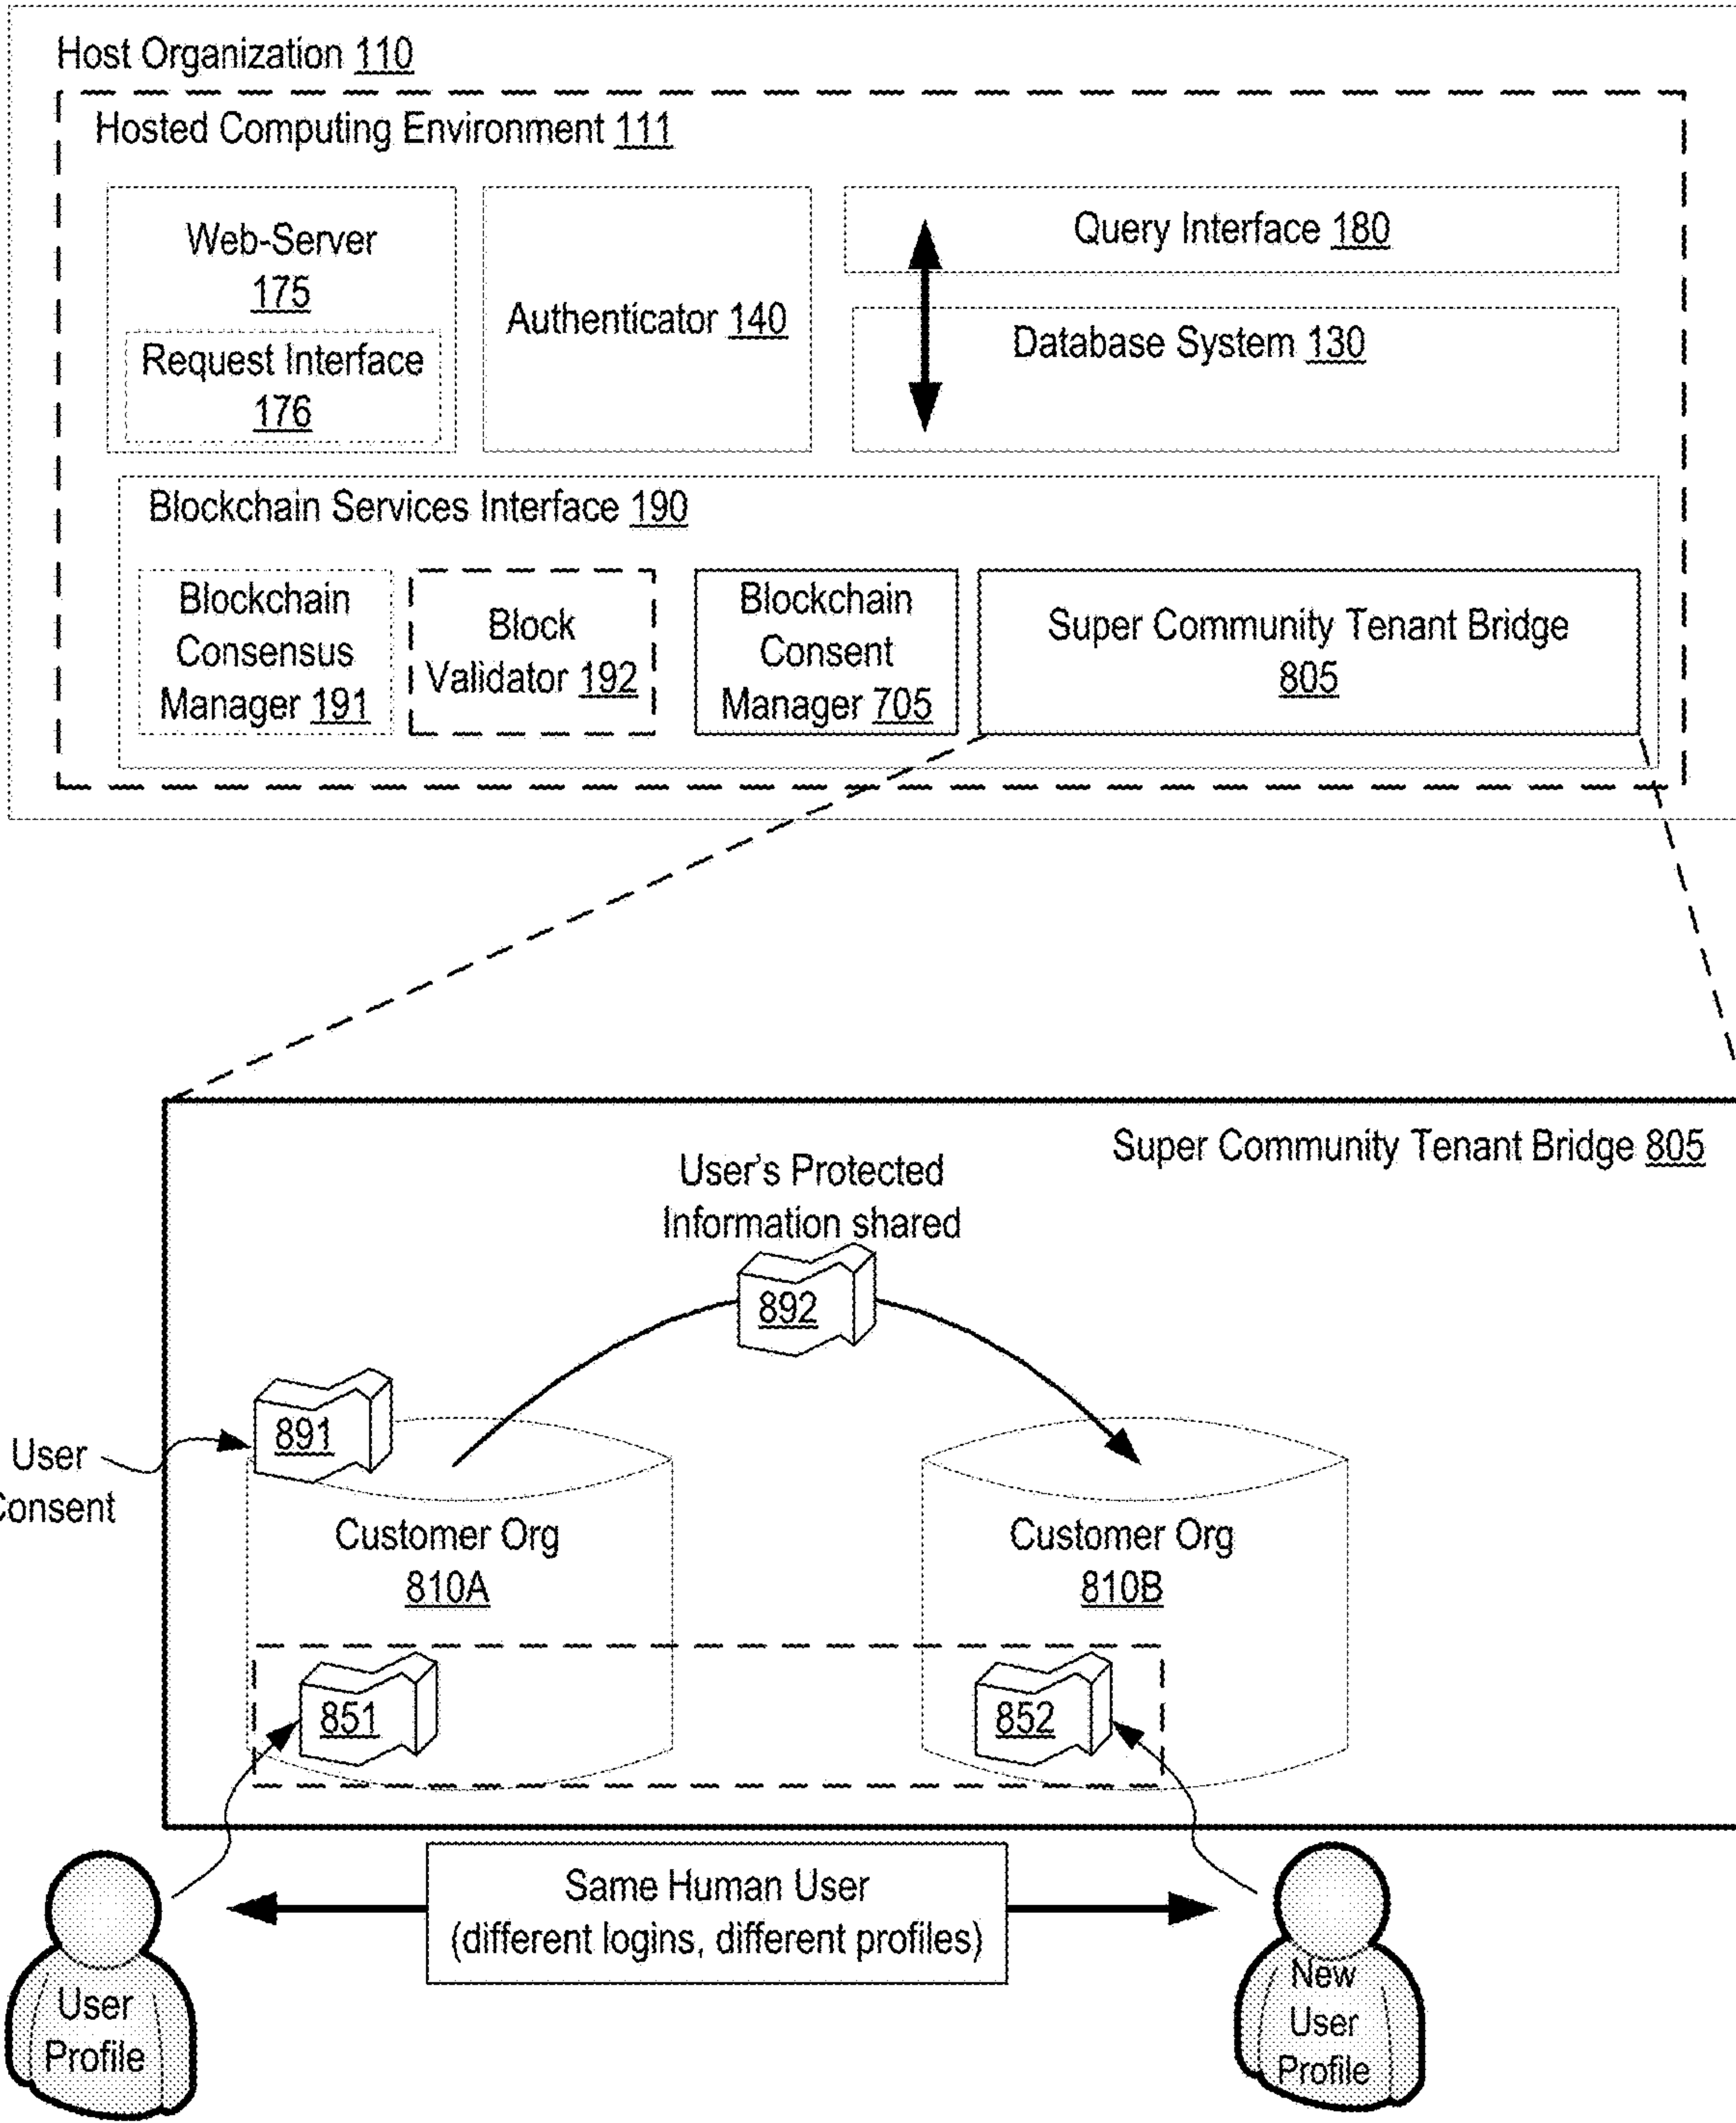 Host Organization 110
Hosted Computing Environment 111
Web-Server
175
Request Interface
176
Authenticator 140
Query Interface 180
Database System 130
Blockchain Services Interface 190
Blockchain
Consensus
Manager 191
Block
Validator 192
Blockchain
Consent
Manager 705
Super Community Tenant Bridge
805
Super Community Tenant Bridge 805
User's Protected
Information shared
892
891
User
Consent
Customer Org
810A
Customer Org
810B
851
852
Same Human User
(different logins, different profiles)
User
Profile
New
User
Profile